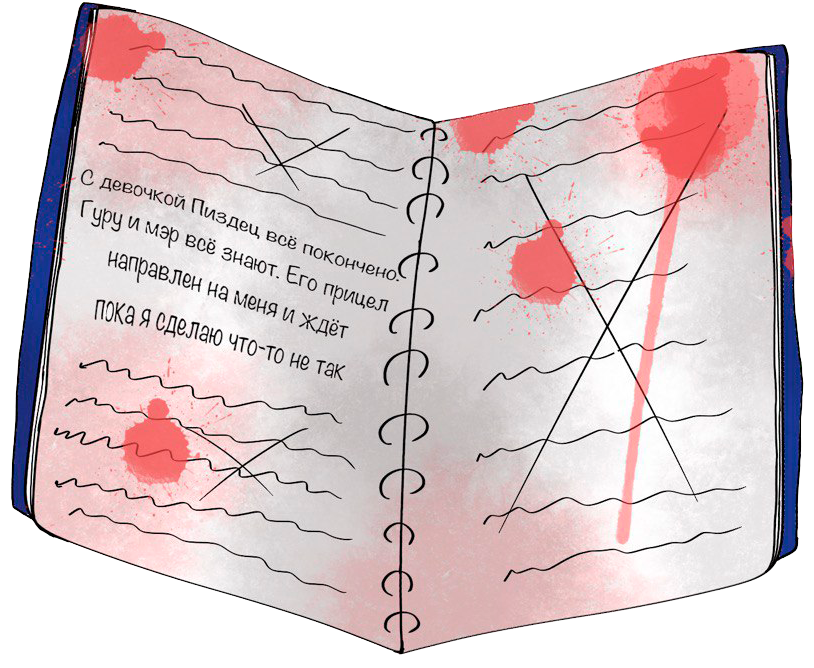 С девочкой Пиздец всё покончено.
Гуру и мэр всё знают. Его прицел
направлен на меня и ждёт
пока я сделаю что-то не так